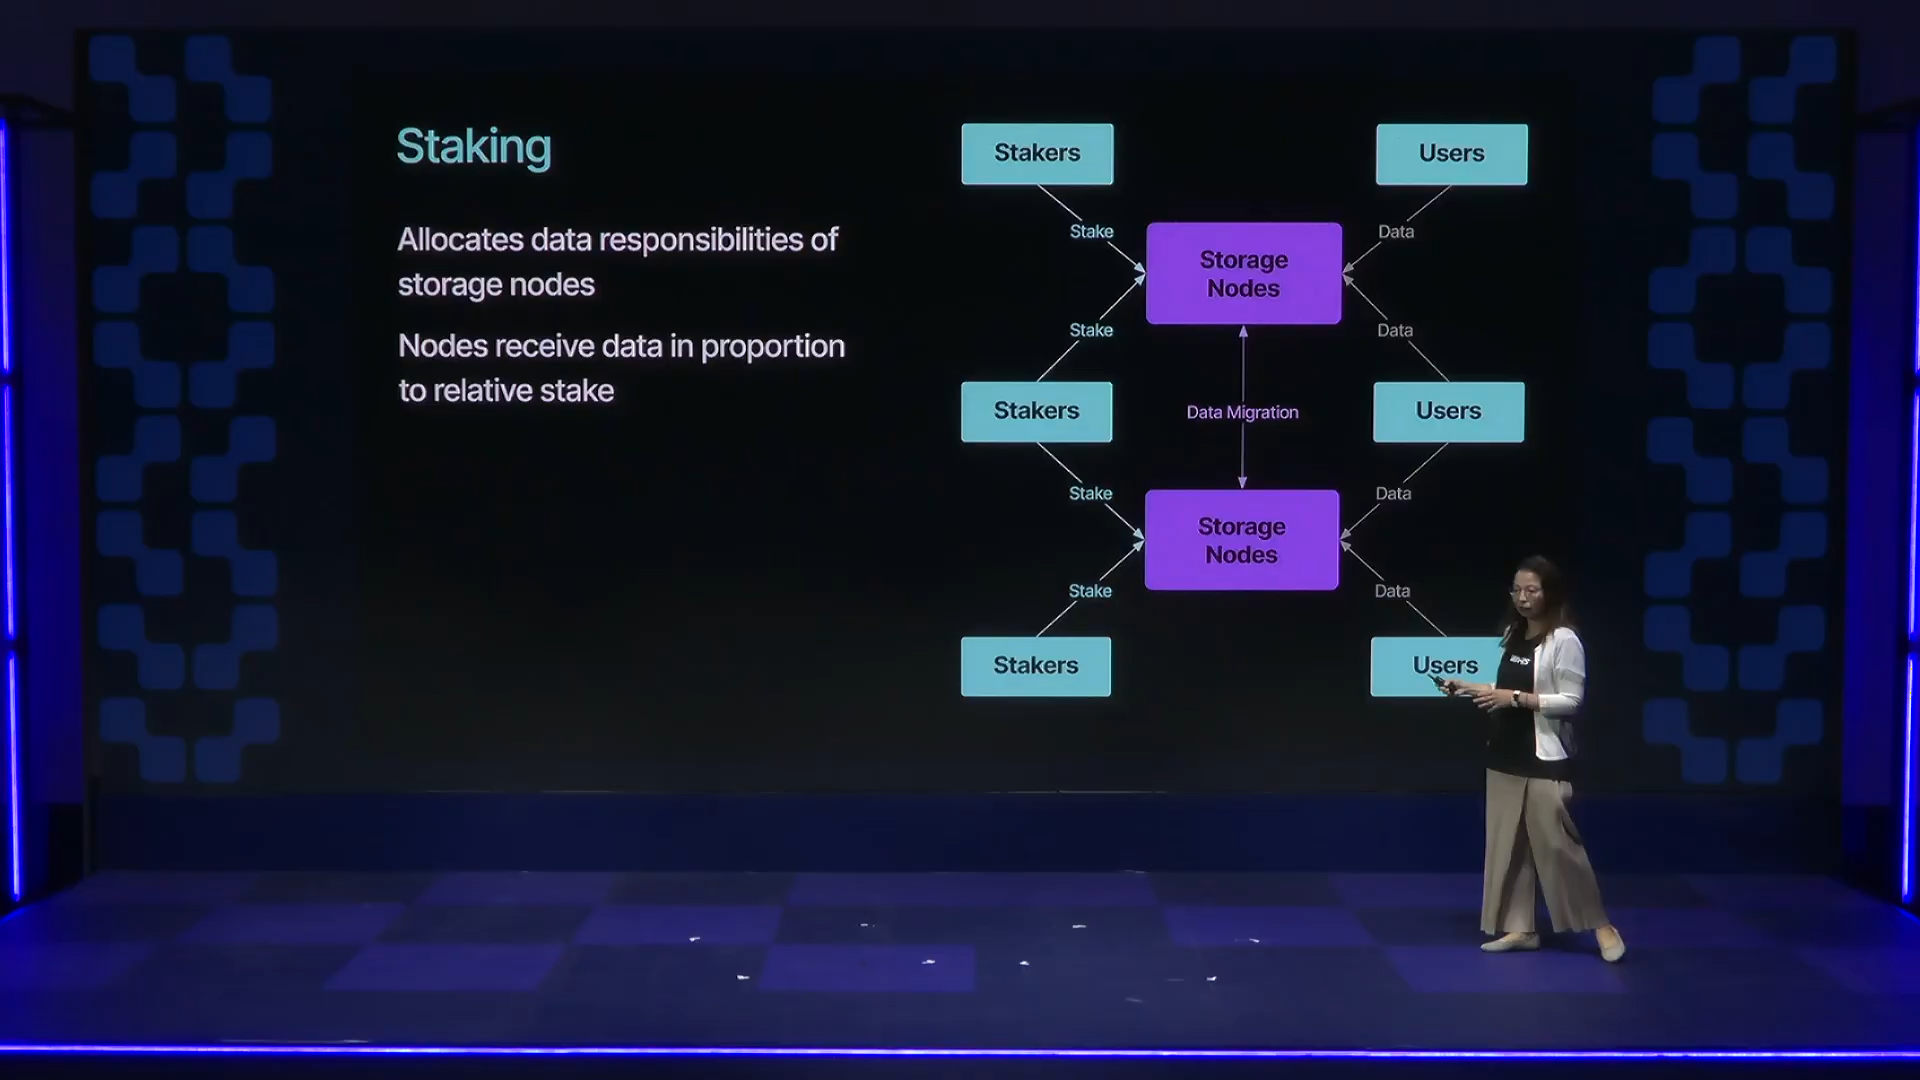 Staking
Allocates data responsibilities of
storage nodes
Nodes receive data in proportion
to relative stake
Stakers
Users
Stake
Data
Storage
Nodes
Stake
Data
Stakers
Data Migration
Users
Stake
Data
Storage
Nodes
Stake
Data
Stakers
Users